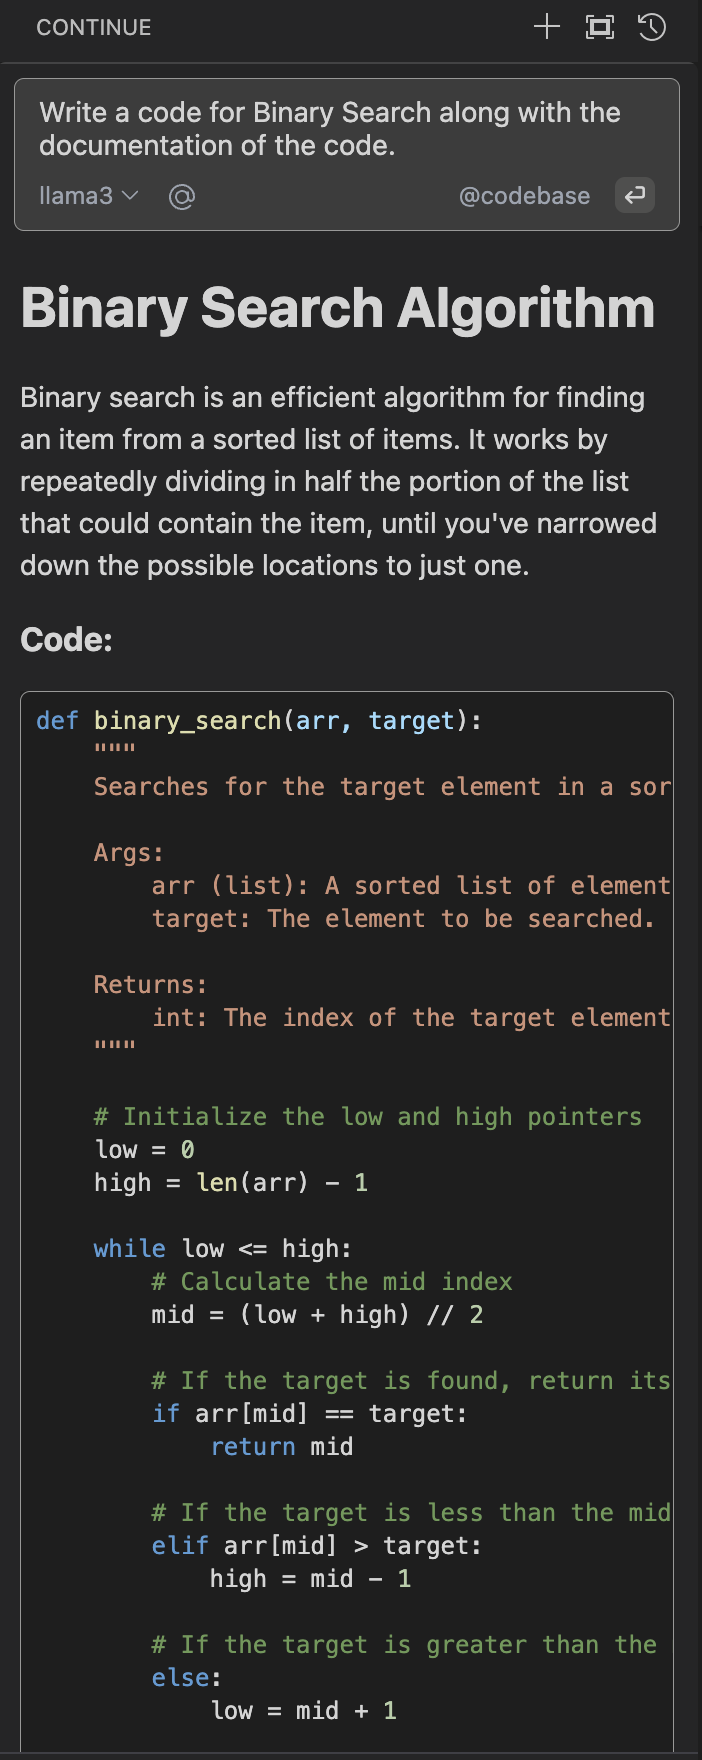 CONTINUE
Write a code for Binary Search along with the
documentation of the code.
llama3 @ @codebase
Binary Search Algorithm
Binary search is an efficient algorithm for finding
an item from a sorted list of items. It works by
repeatedly dividing in half the portion of the list
that could contain the item, until you've narrowed
down the possible locations to just one.
Code:
def binary_search(arr, target):
    """
    Searches for the target element in a sor
    Args:
        arr (list): A sorted list of element
        target: The element to be searched.
    Returns:
        int: The index of the target element
    """
    # Initialize the low and high pointers
    low = 0
    high = len(arr) - 1
    while low <= high:
        # Calculate the mid index
        mid = (low + high) // 2
        # If the target is found, return its
        if arr[mid] == target:
            return mid
        # If the target is less than the mid
        elif arr[mid] > target:
            high = mid - 1
        # If the target is greater than the
        else:
            low = mid + 1